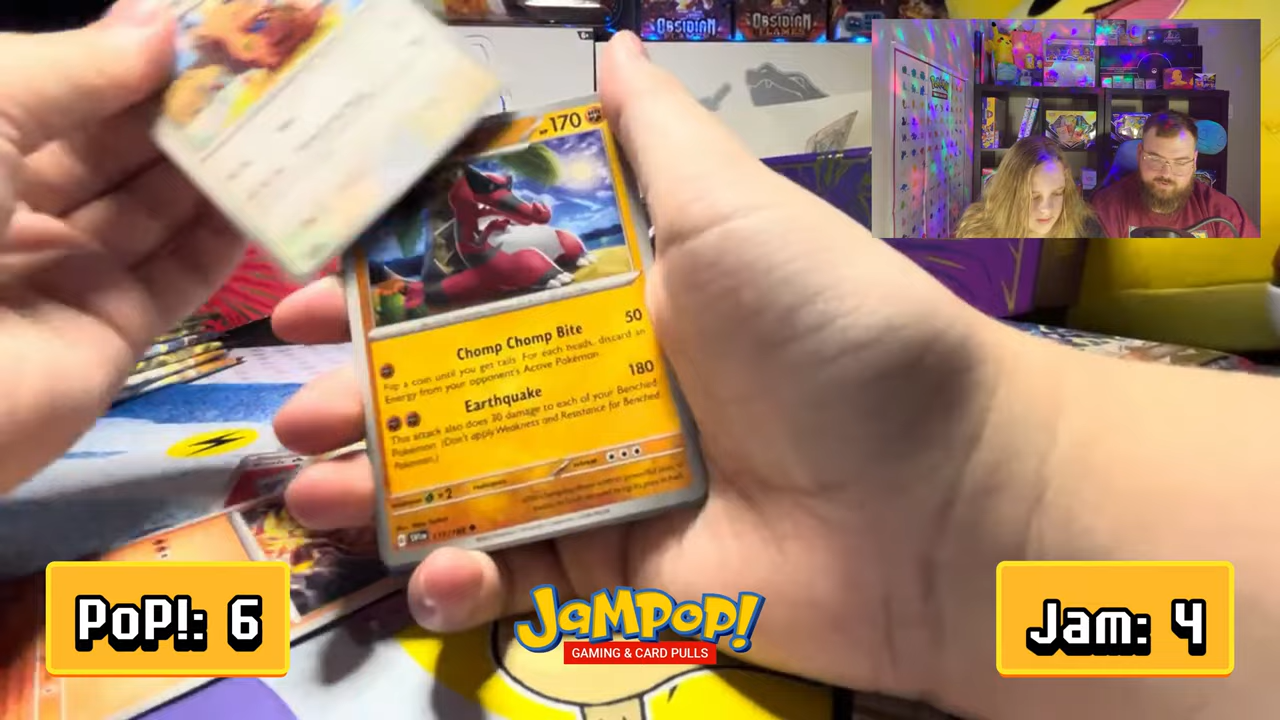 OBSIDIAN
OBSIDIAN
FLAMES
HP 170
Chomp Chomp Bite 50
Flip a coin until you get tails. For each heads, discard an
Energy from your opponent's Active Pokémon.
Earthquake 180
This attack also does 30 damage to each of your Benched
Pokémon. (Don't apply Weakness and Resistance for Benched
Pokémon.)
×2
PoP!: 6
JAMPOP!
GAMING & CARD PULLS
Jam: 4